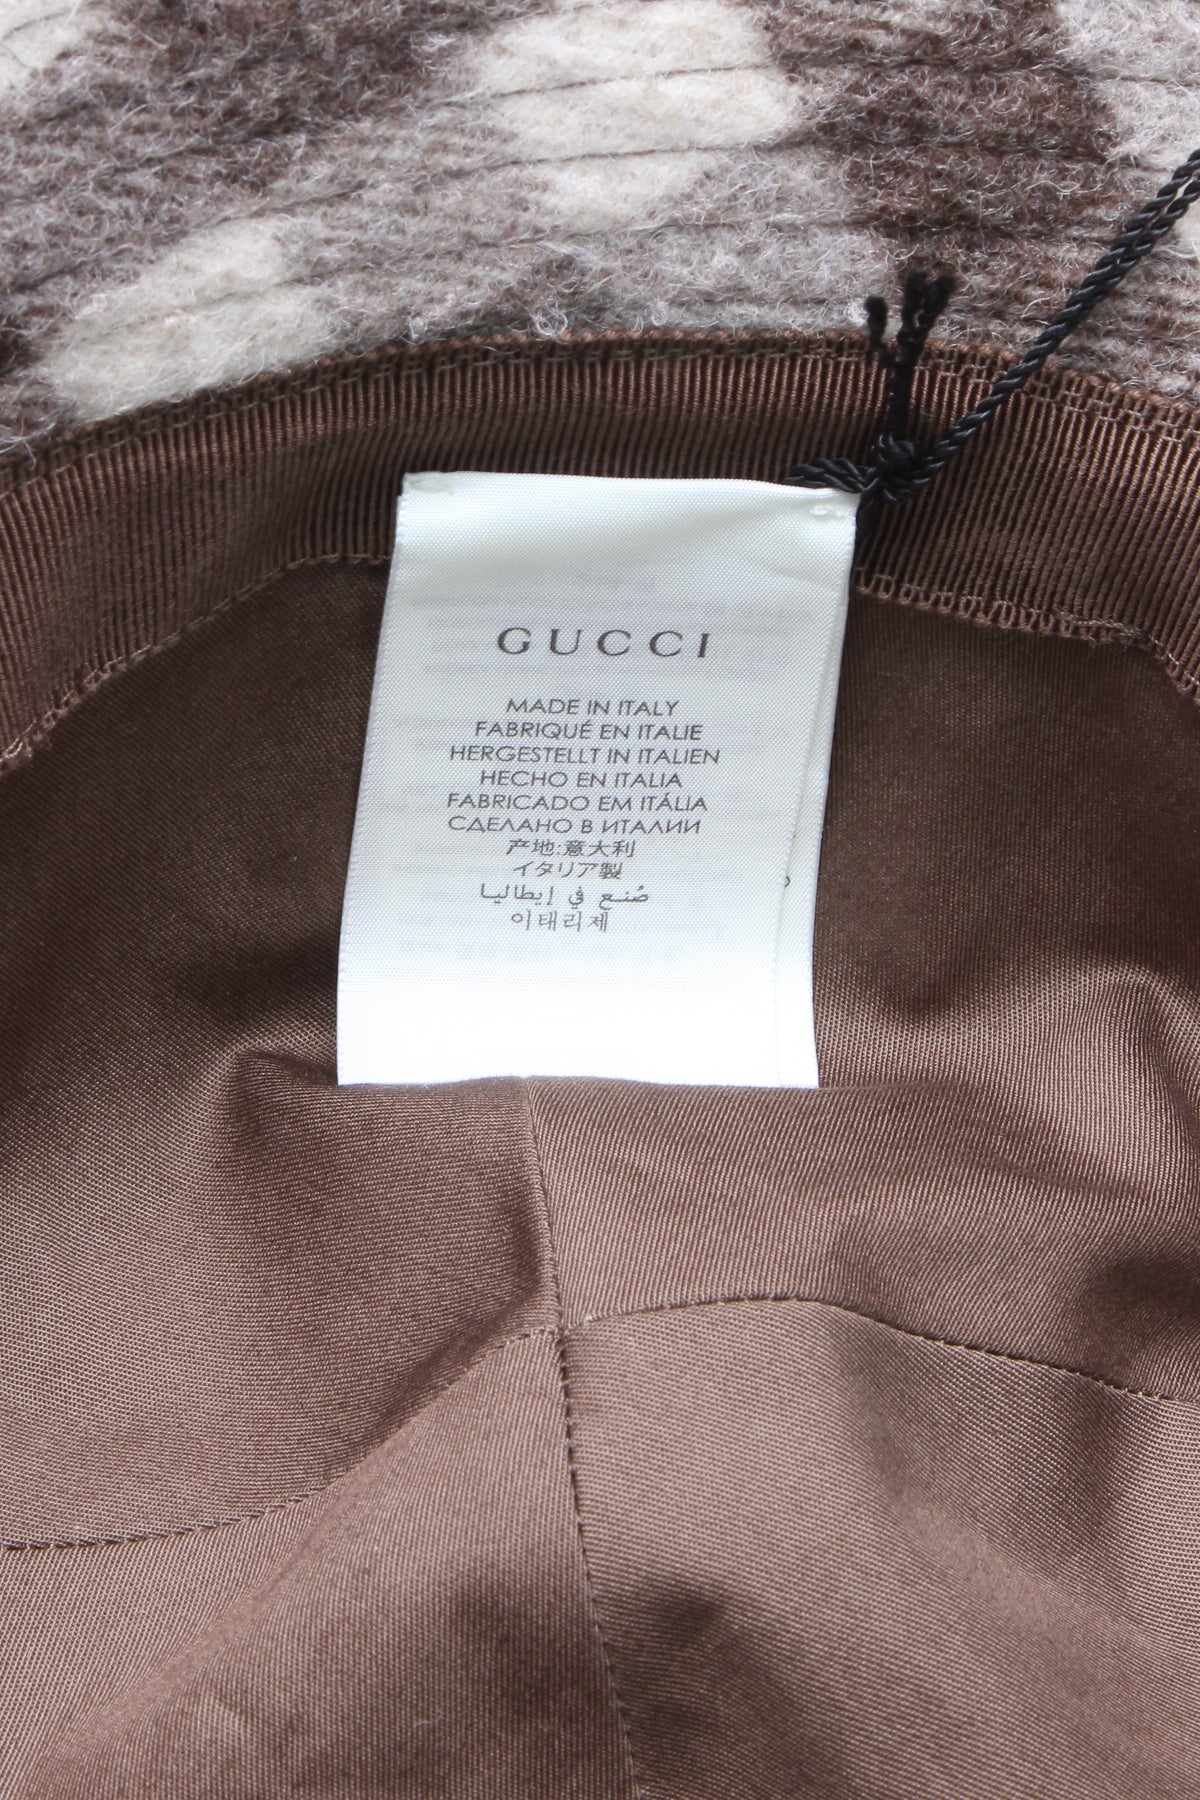 GUCCI
MADE IN ITALY
FABRIQUÉ EN ITALIE
HERGESTELLT IN ITALIEN
HECHO EN ITALIA
FABRICADO EM ITÁLIA
СДЕЛАНО В ИТАЛИИ
产地:意大利
イタリア製
صُنع في إيطاليا
이태리제